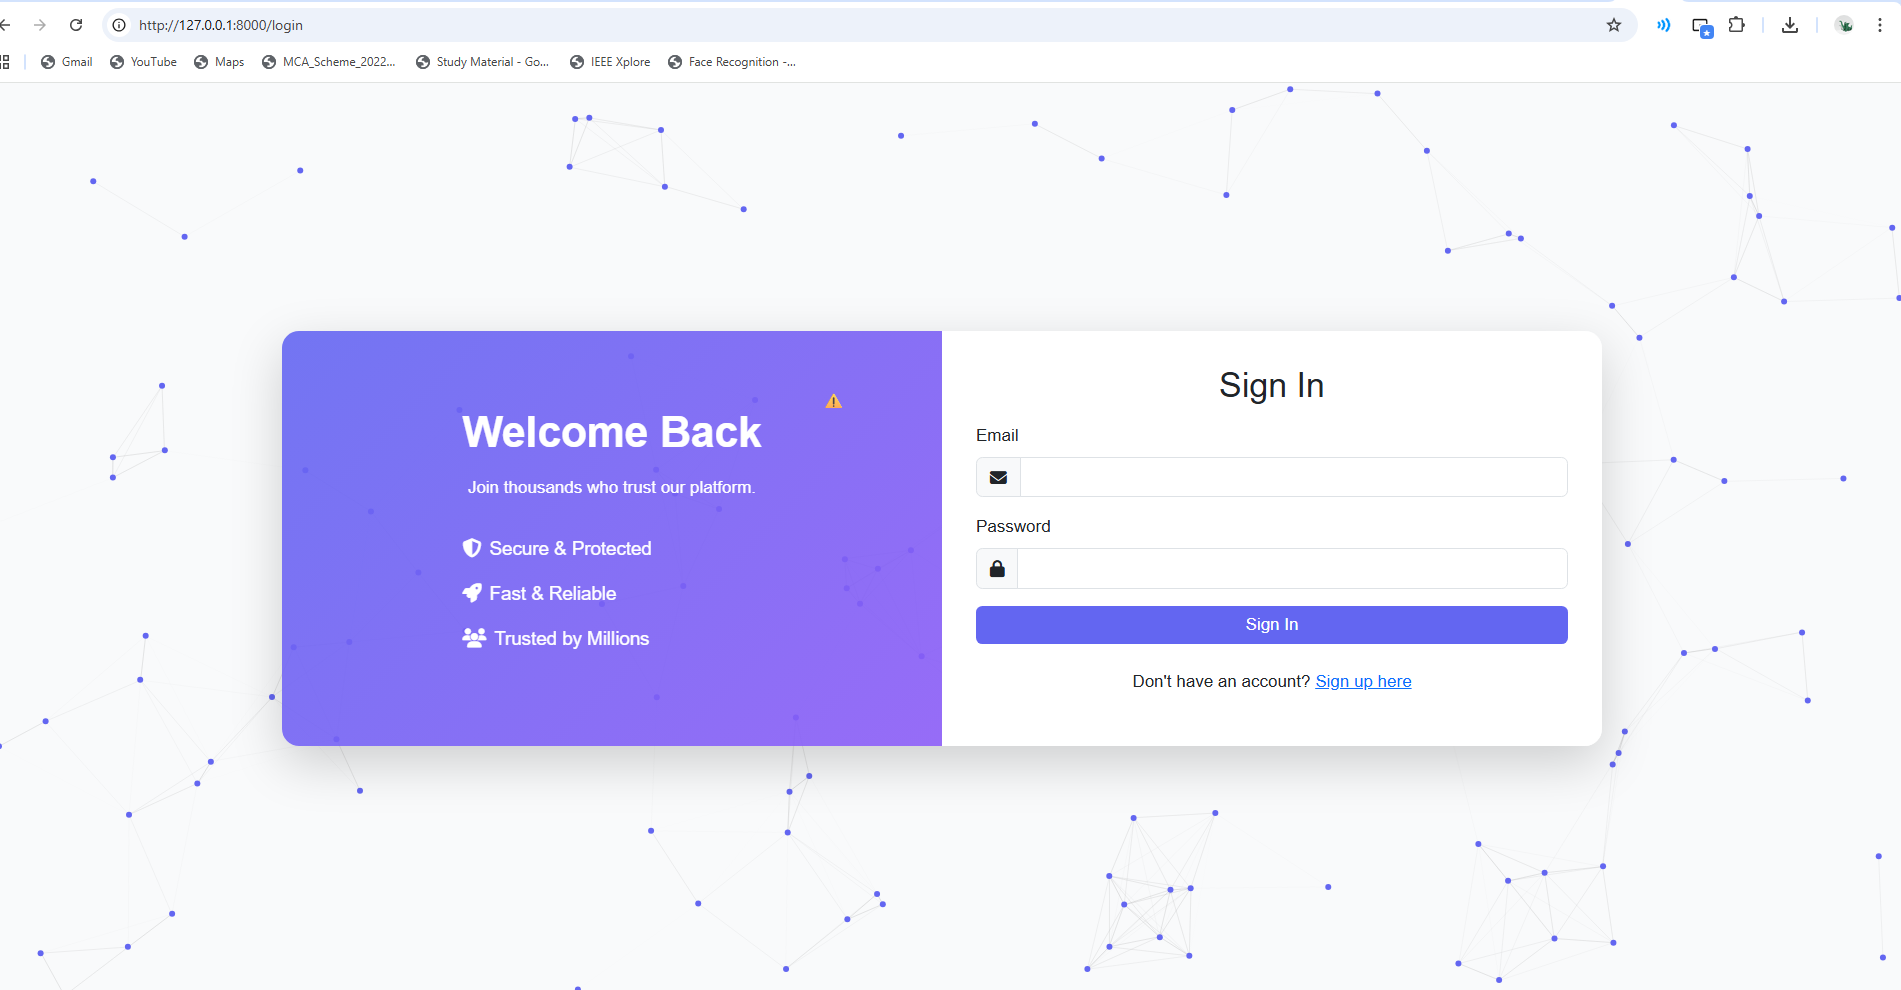 http://127.0.0.1:8000/login
Gmail YouTube Maps MCA_Scheme_2022... Study Material - Go... IEEE Xplore Face Recognition -...
Welcome Back
Join thousands who trust our platform.
Secure & Protected
Fast & Reliable
Trusted by Millions
Sign In
Email
Password
Sign In
Don't have an account? Sign up here